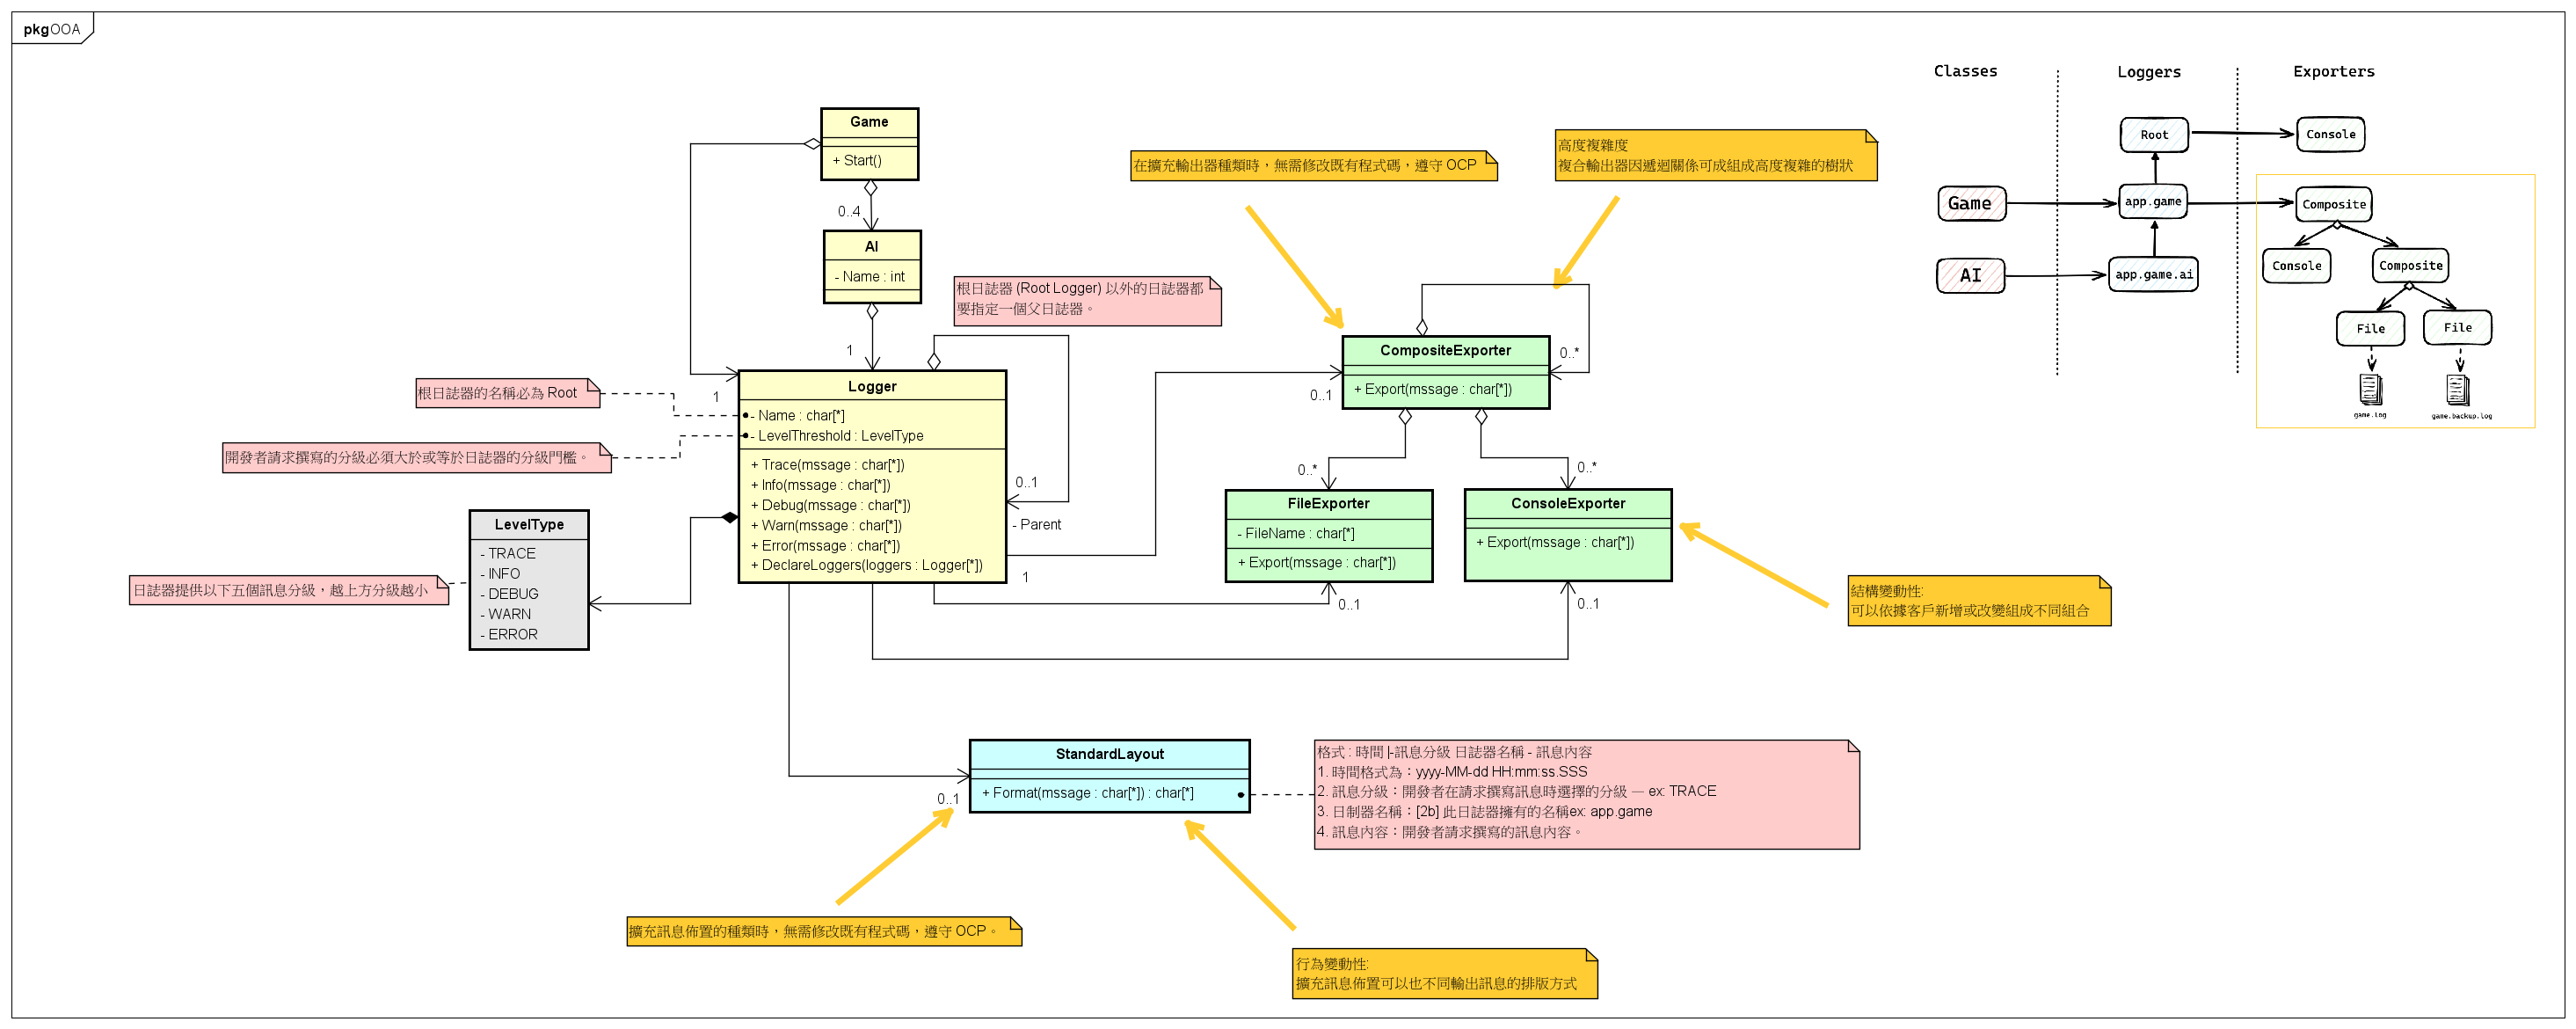 pkg OOA
Classes
Loggers
Exporters
Root
Console
Game
app.game
Composite
AI
app.game.ai
Console
Composite
File
File
game.log
game.backup.log
Game
+ Start()
0..4
AI
- Name : int
1
根日誌器 (Root Logger) 以外的日誌器都
要指定一個父日誌器。
在擴充輸出器種類時，無需修改既有程式碼，遵守 OCP
高度複雜度
複合輸出器因遞迴關係可成組成高度複雜的樹狀
根日誌器的名稱必為 Root
1
開發者請求撰寫的分級必須大於或等於日誌器的分級門檻。
Logger
- Name : char[*]
- LevelThreshold : LevelType
+ Trace(mssage : char[*])
+ Info(mssage : char[*])
+ Debug(mssage : char[*])
+ Warn(mssage : char[*])
+ Error(mssage : char[*])
+ DeclareLoggers(loggers : Logger[*])
0..1
- Parent
1
CompositeExporter
+ Export(mssage : char[*])
0..*
0..1
0..*
0..*
FileExporter
- FileName : char[*]
+ Export(mssage : char[*])
0..1
ConsoleExporter
+ Export(mssage : char[*])
0..1
LevelType
- TRACE
- INFO
- DEBUG
- WARN
- ERROR
日誌器提供以下五個訊息分級，越上方分級越小
結構變動性:
可以依據客戶新增或改變組成不同組合
StandardLayout
+ Format(mssage : char[*]) : char[*]
0..1
格式 : 時間 |-訊息分級 日誌器名稱 - 訊息內容
1. 時間格式為：yyyy-MM-dd HH:mm:ss.SSS
2. 訊息分級：開發者在請求撰寫訊息時選擇的分級 — ex: TRACE
3. 日制器名稱：[2b] 此日誌器擁有的名稱ex: app.game
4. 訊息內容：開發者請求撰寫的訊息內容。
擴充訊息佈置的種類時，無需修改既有程式碼，遵守 OCP。
行為變動性:
擴充訊息佈置可以也不同輸出訊息的排版方式